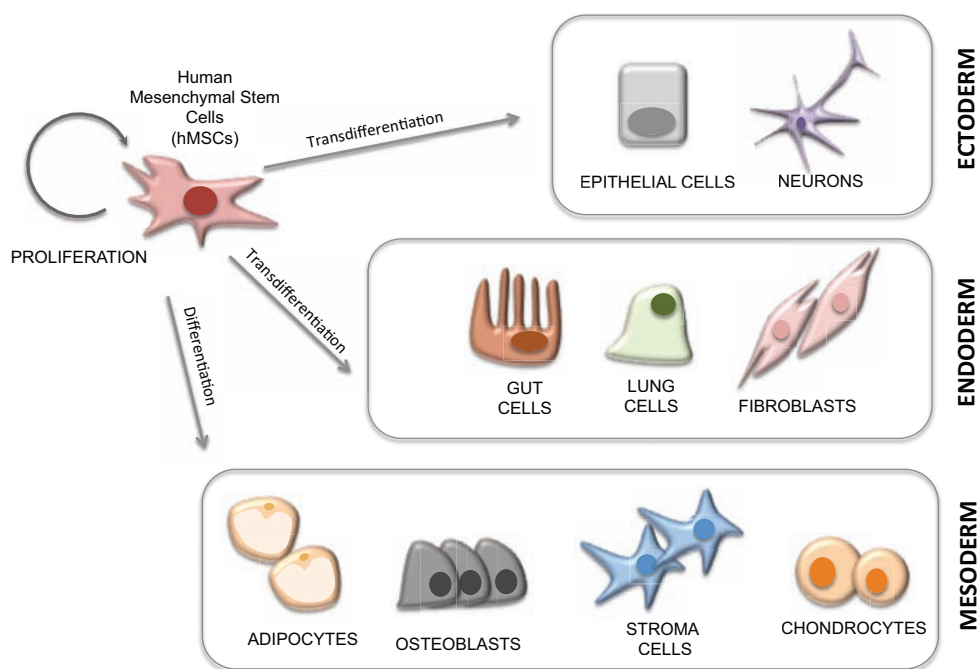 Human
Mesenchymal Stem
Cells
(hMSCs)
PROLIFERATION
Transdifferentiation
EPITHELIAL CELLS
NEURONS
ECTODERM
Transdifferentiation
GUT
CELLS
LUNG
CELLS
FIBROBLASTS
ENDODERM
Differentiation
ADIPOCYTES
OSTEOBLASTS
STROMA
CELLS
CHONDROCYTES
MESODERM